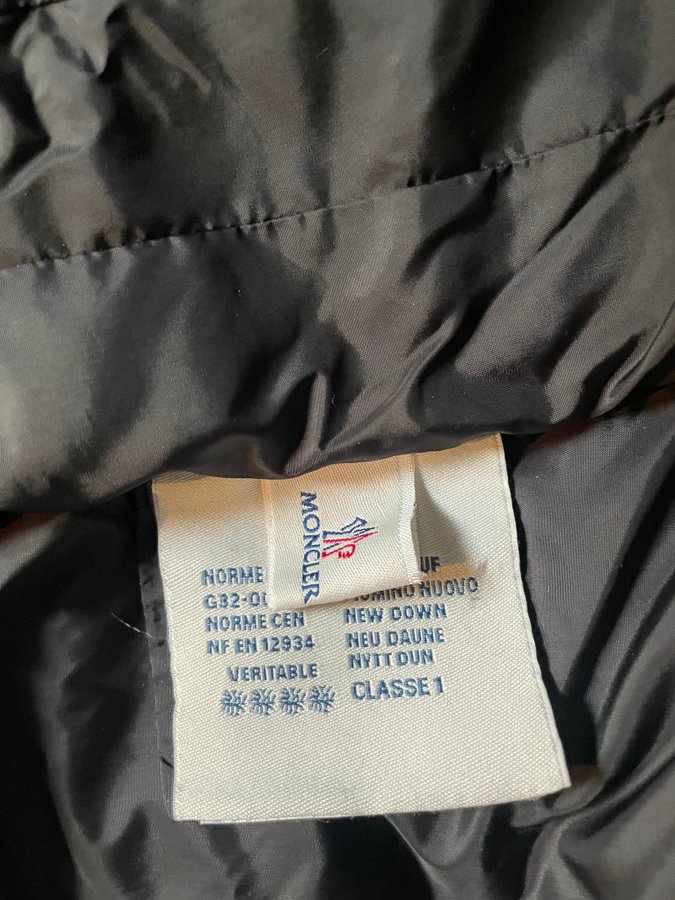 MONCLER
NORME
G32-0
NORME CEN
NF EN 12934
VERITABLE
UF
NUOVO
NEW DOWN
NEU DAUNE
NYTT DUN
CLASSE 1